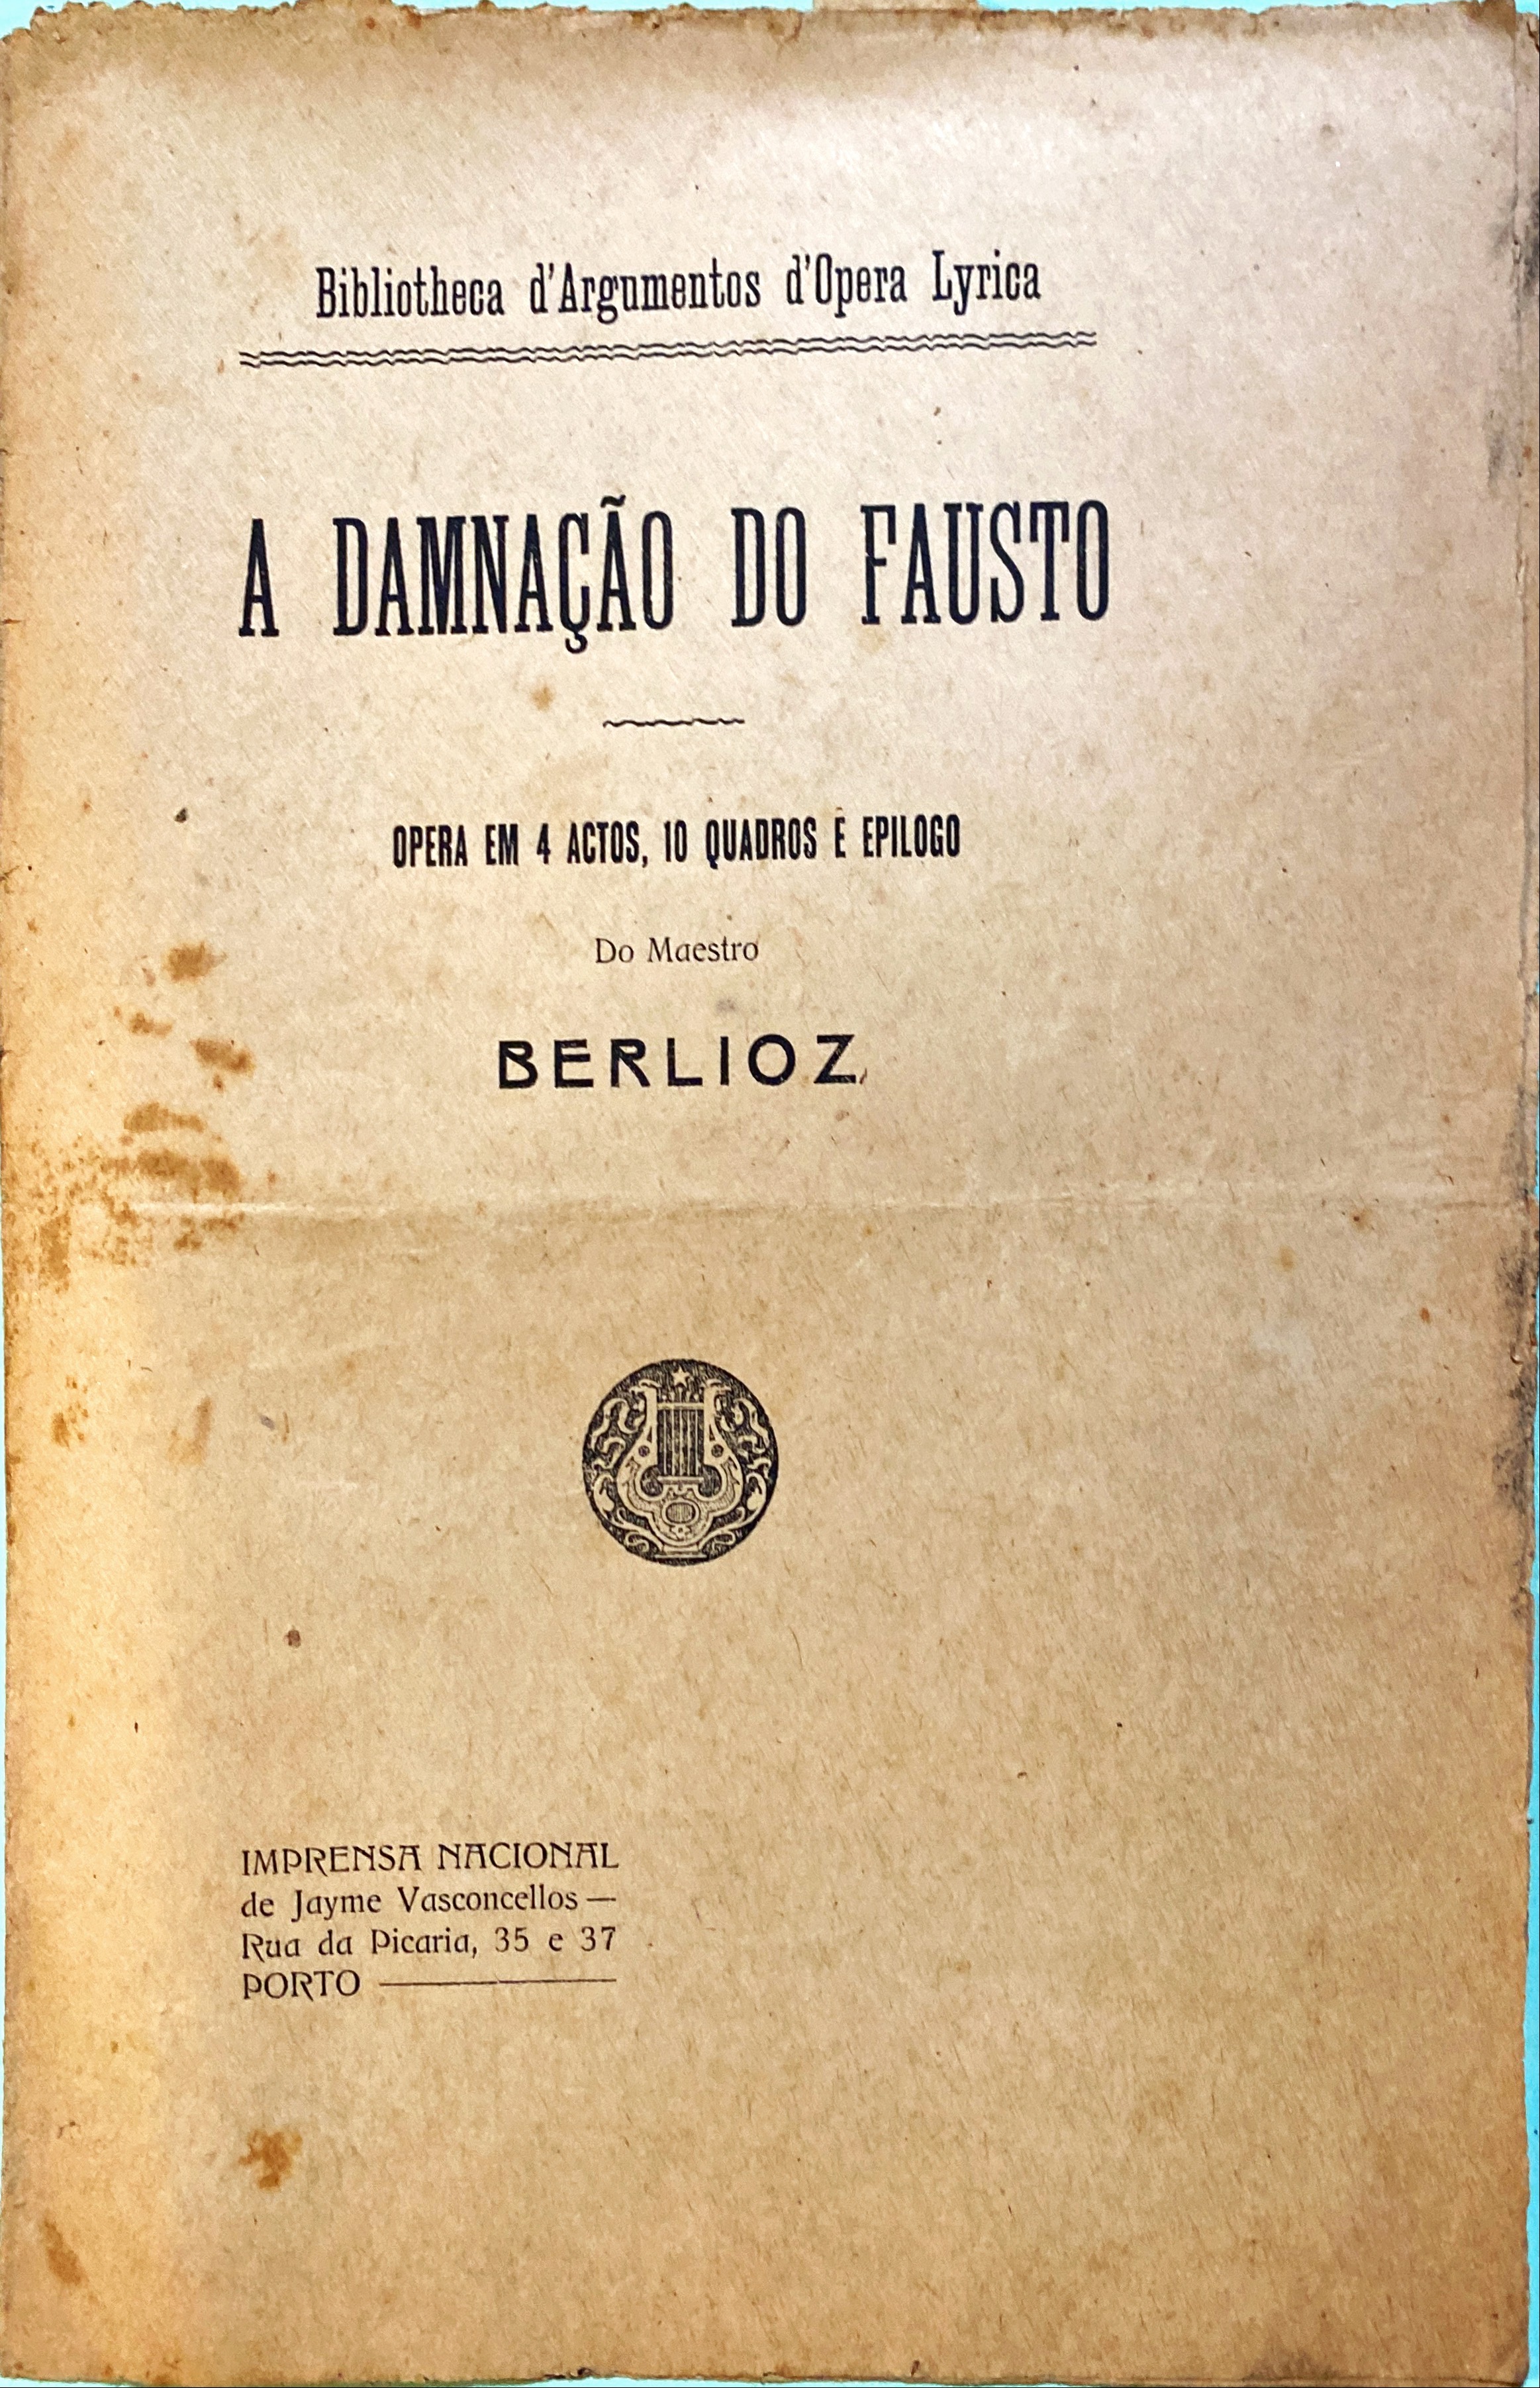 Bibliotheca d'Argumentos d'Opera Lyrica
A DAMNAÇÃO DO FAUSTO
OPERA EM 4 ACTOS, 10 QUADROS E EPILOGO
Do Maestro
BERLIOZ
IMPRENSA NACIONAL
de Jayme Vasconcellos —
Rua da Picaria, 35 e 37
PORTO —